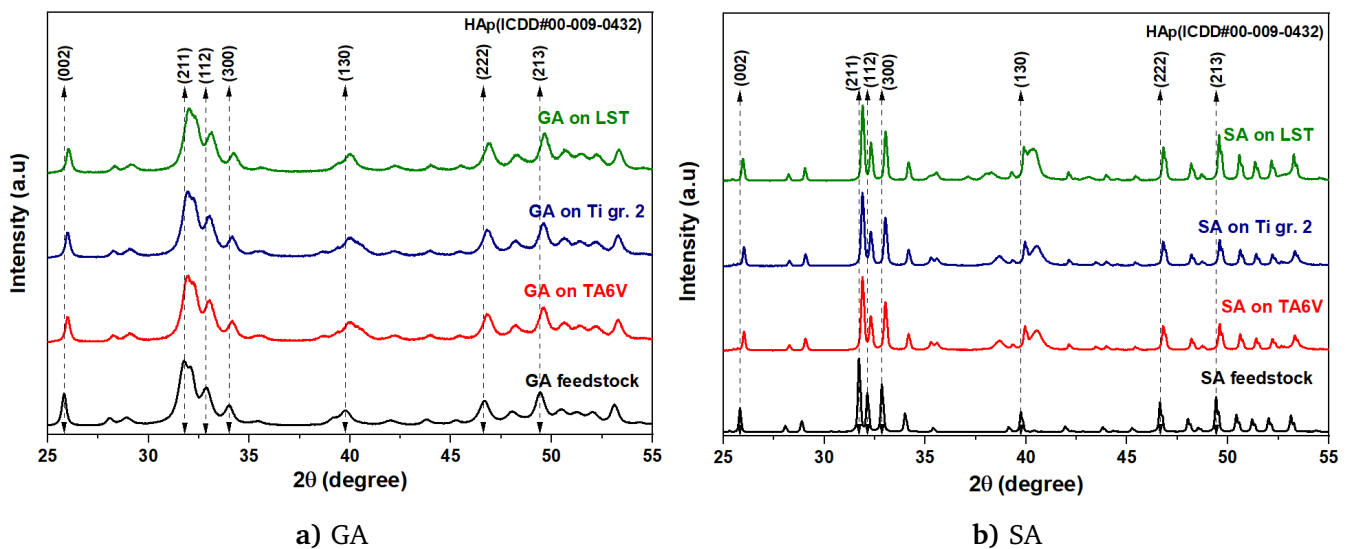 HAp(ICDD#00-009-0432)
(002)
(211)
(112)
(300)
(130)
(222)
(213)
GA on LST
GA on Ti gr. 2
GA on TA6V
GA feedstock
Intensity (a.u)
25 30 35 40 45 50 55
2θ (degree)
a) GA
HAp(ICDD#00-009-0432)
(002)
(211)
(112)
(300)
(130)
(222)
(213)
SA on LST
SA on Ti gr. 2
SA on TA6V
SA feedstock
Intensity (a.u)
25 30 35 40 45 50 55
2θ (degree)
b) SA